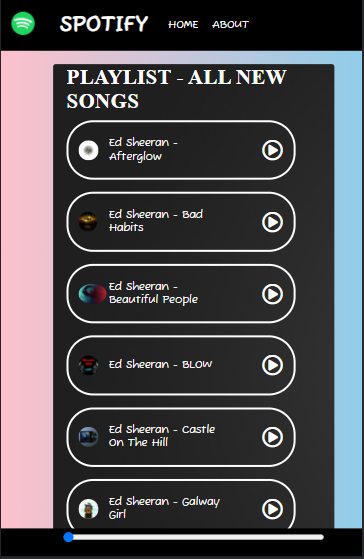 SPOTIFY HOME ABOUT
PLAYLIST - ALL NEW
SONGS
Ed Sheeran -
Afterglow
Ed Sheeran - Bad
Habits
Ed Sheeran -
Beautiful People
Ed Sheeran - BLOW
Ed Sheeran - Castle
On The Hill
Ed Sheeran - Galway
Girl